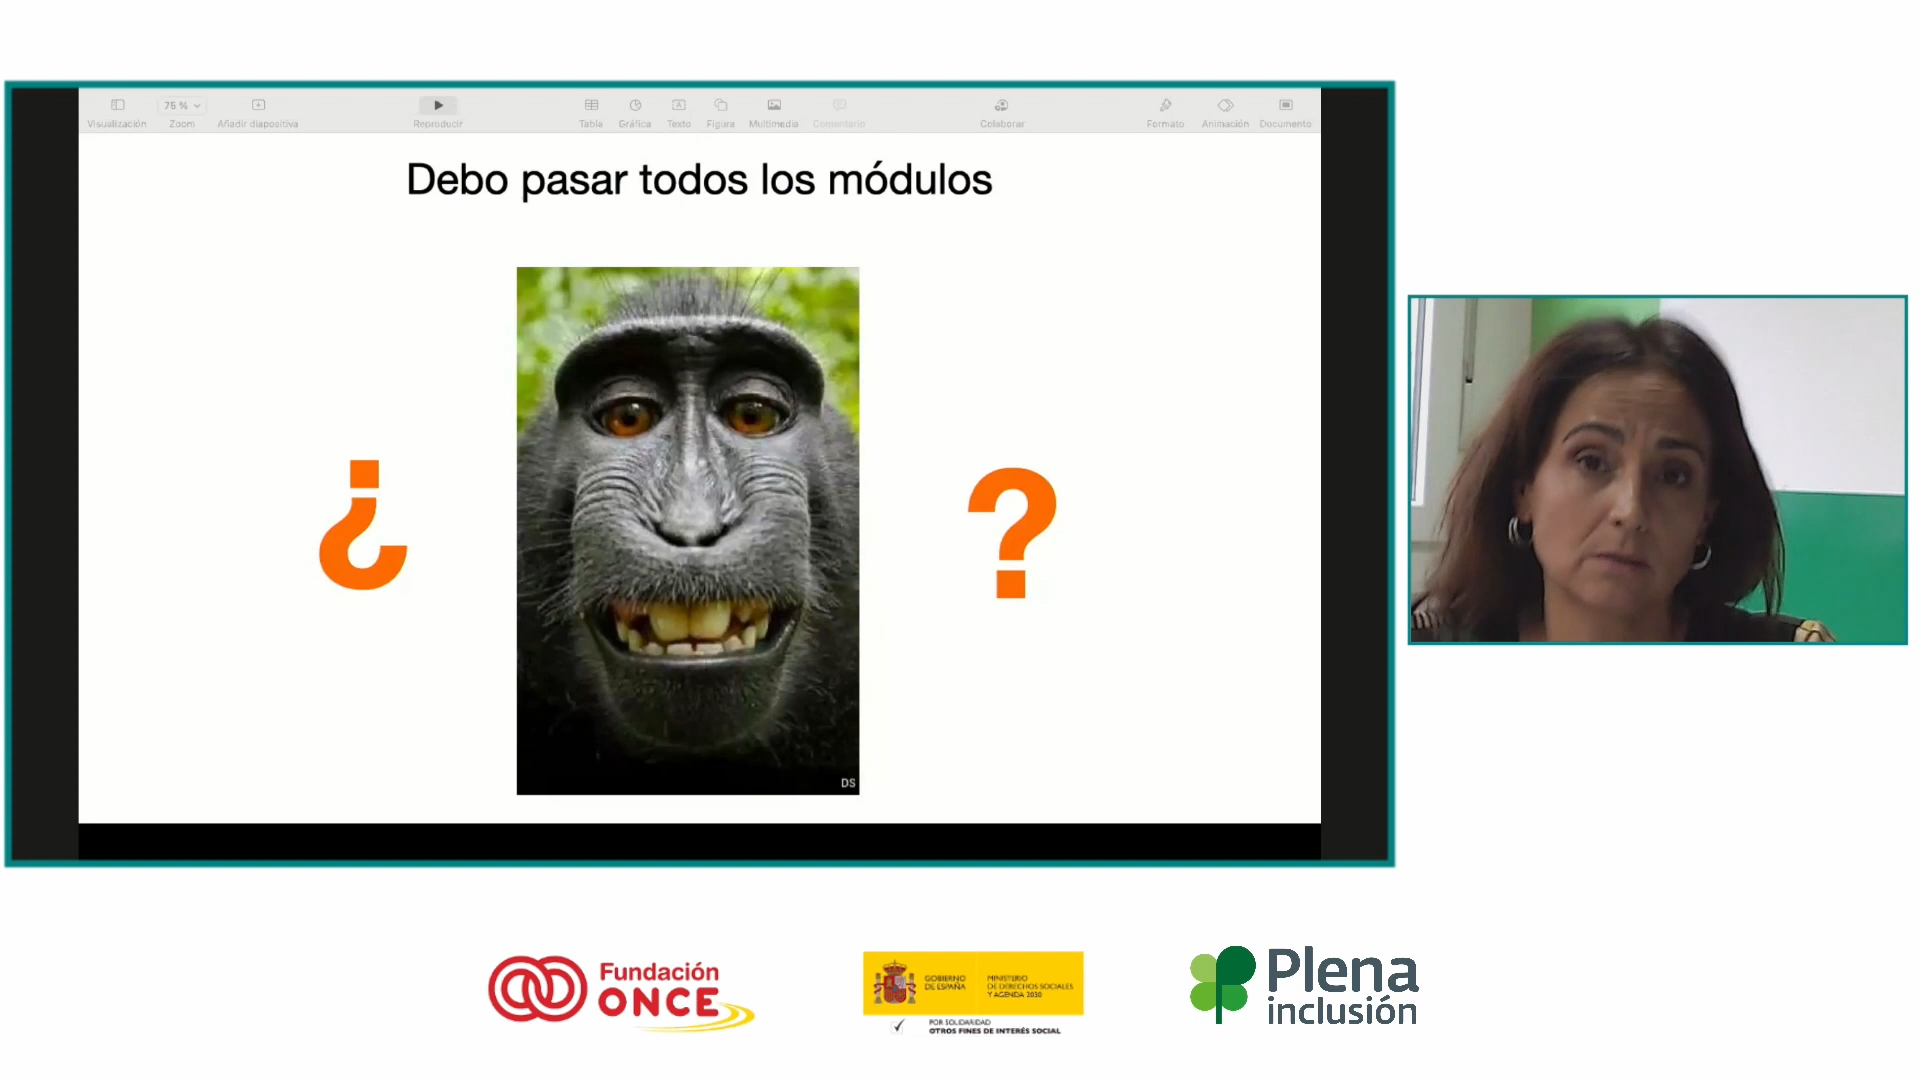 Visualización
75 %
Zoom
Añadir diapositiva
Reproducir
Tabla
Gráfica
Texto
Figura
Multimedia
Comentario
Colaborar
Formato
Animación
Documento
Debo pasar todos los módulos
¿
?
DS
Fundación
ONCE
GOBIERNO
DE ESPAÑA
MINISTERIO
DE DERECHOS SOCIALES
Y AGENDA 2030
POR SOLIDARIDAD
OTROS FINES DE INTERÉS SOCIAL
Plena
inclusión